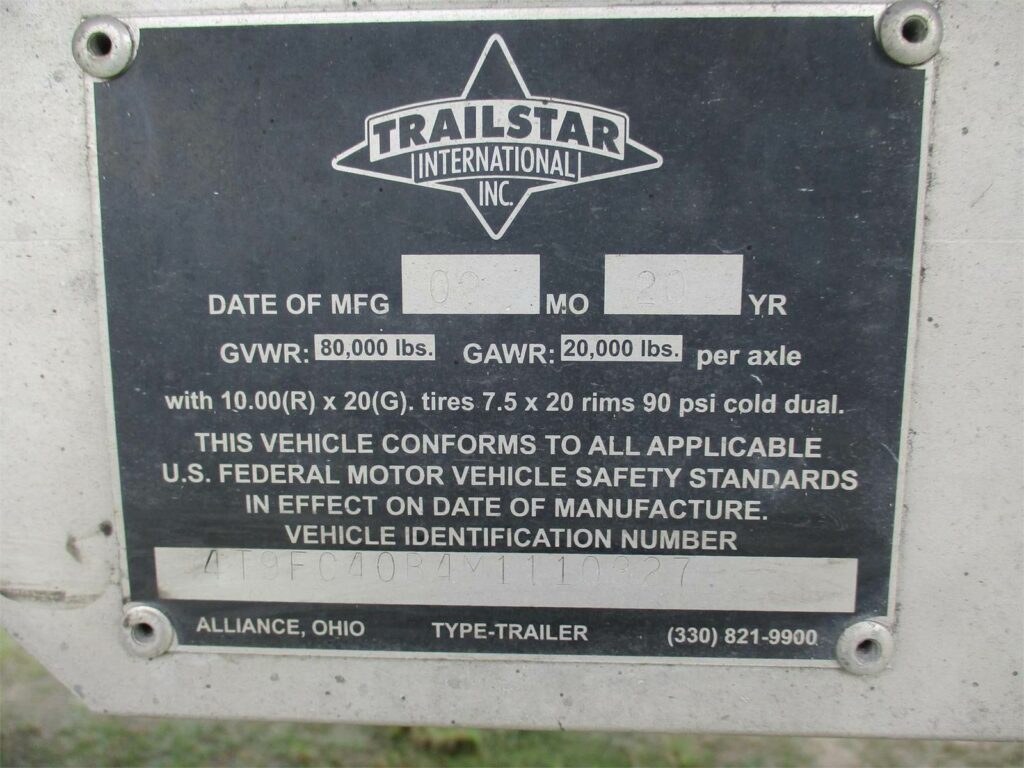 TRAILSTAR
INTERNATIONAL
INC.
DATE OF MFG MO 20 YR
GVWR: 80,000 lbs. GAWR: 20,000 lbs. per axle
with 10.00(R) x 20(G). tires 7.5 x 20 rims 90 psi cold dual.
THIS VEHICLE CONFORMS TO ALL APPLICABLE
U.S. FEDERAL MOTOR VEHICLE SAFETY STANDARDS
IN EFFECT ON DATE OF MANUFACTURE.
VEHICLE IDENTIFICATION NUMBER
4T9FC40B4M1110827
ALLIANCE, OHIO TYPE-TRAILER (330) 821-9900